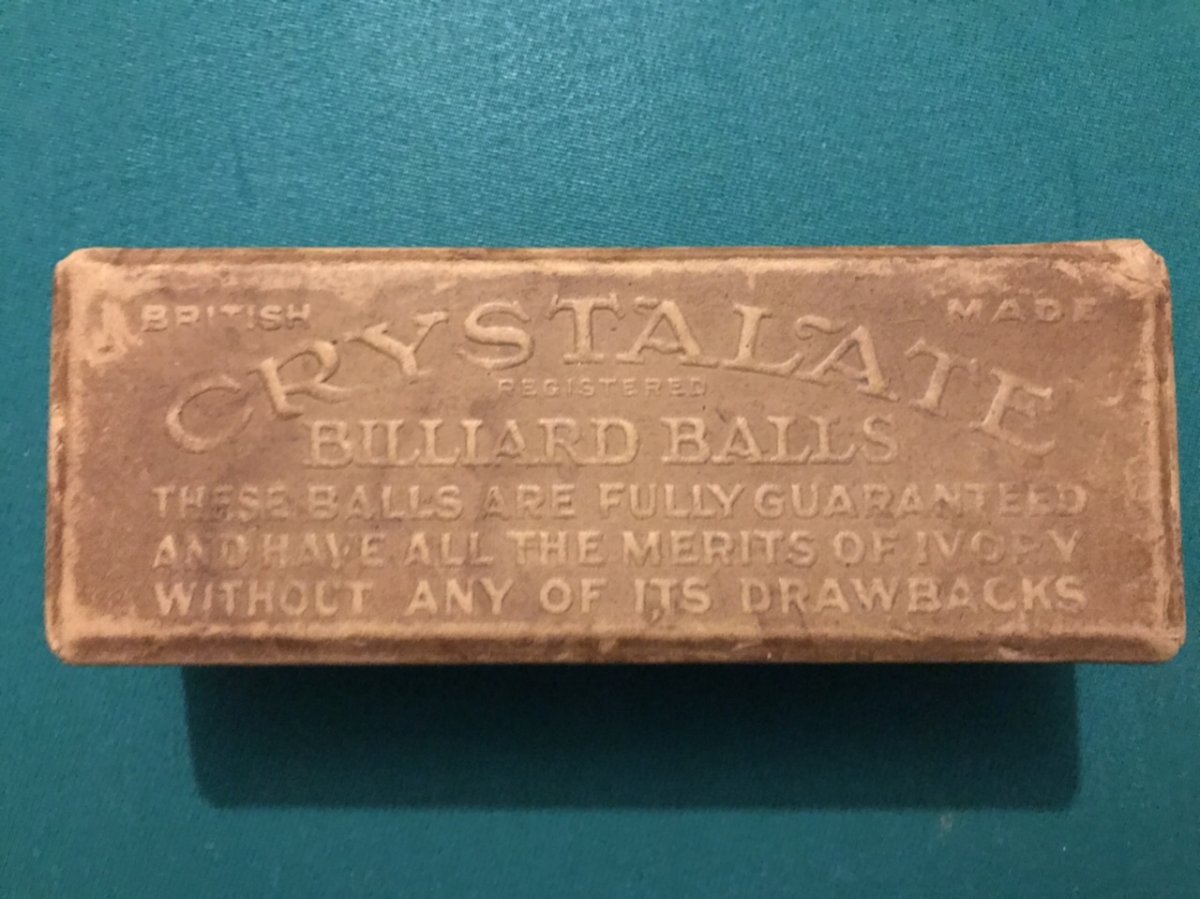 BRITISH MADE
CRYSTALATE
REGISTERED
BILLIARD BALLS
THESE BALLS ARE FULLY GUARANTEED
AND HAVE ALL THE MERITS OF IVORY
WITHOUT ANY OF ITS DRAWBACKS